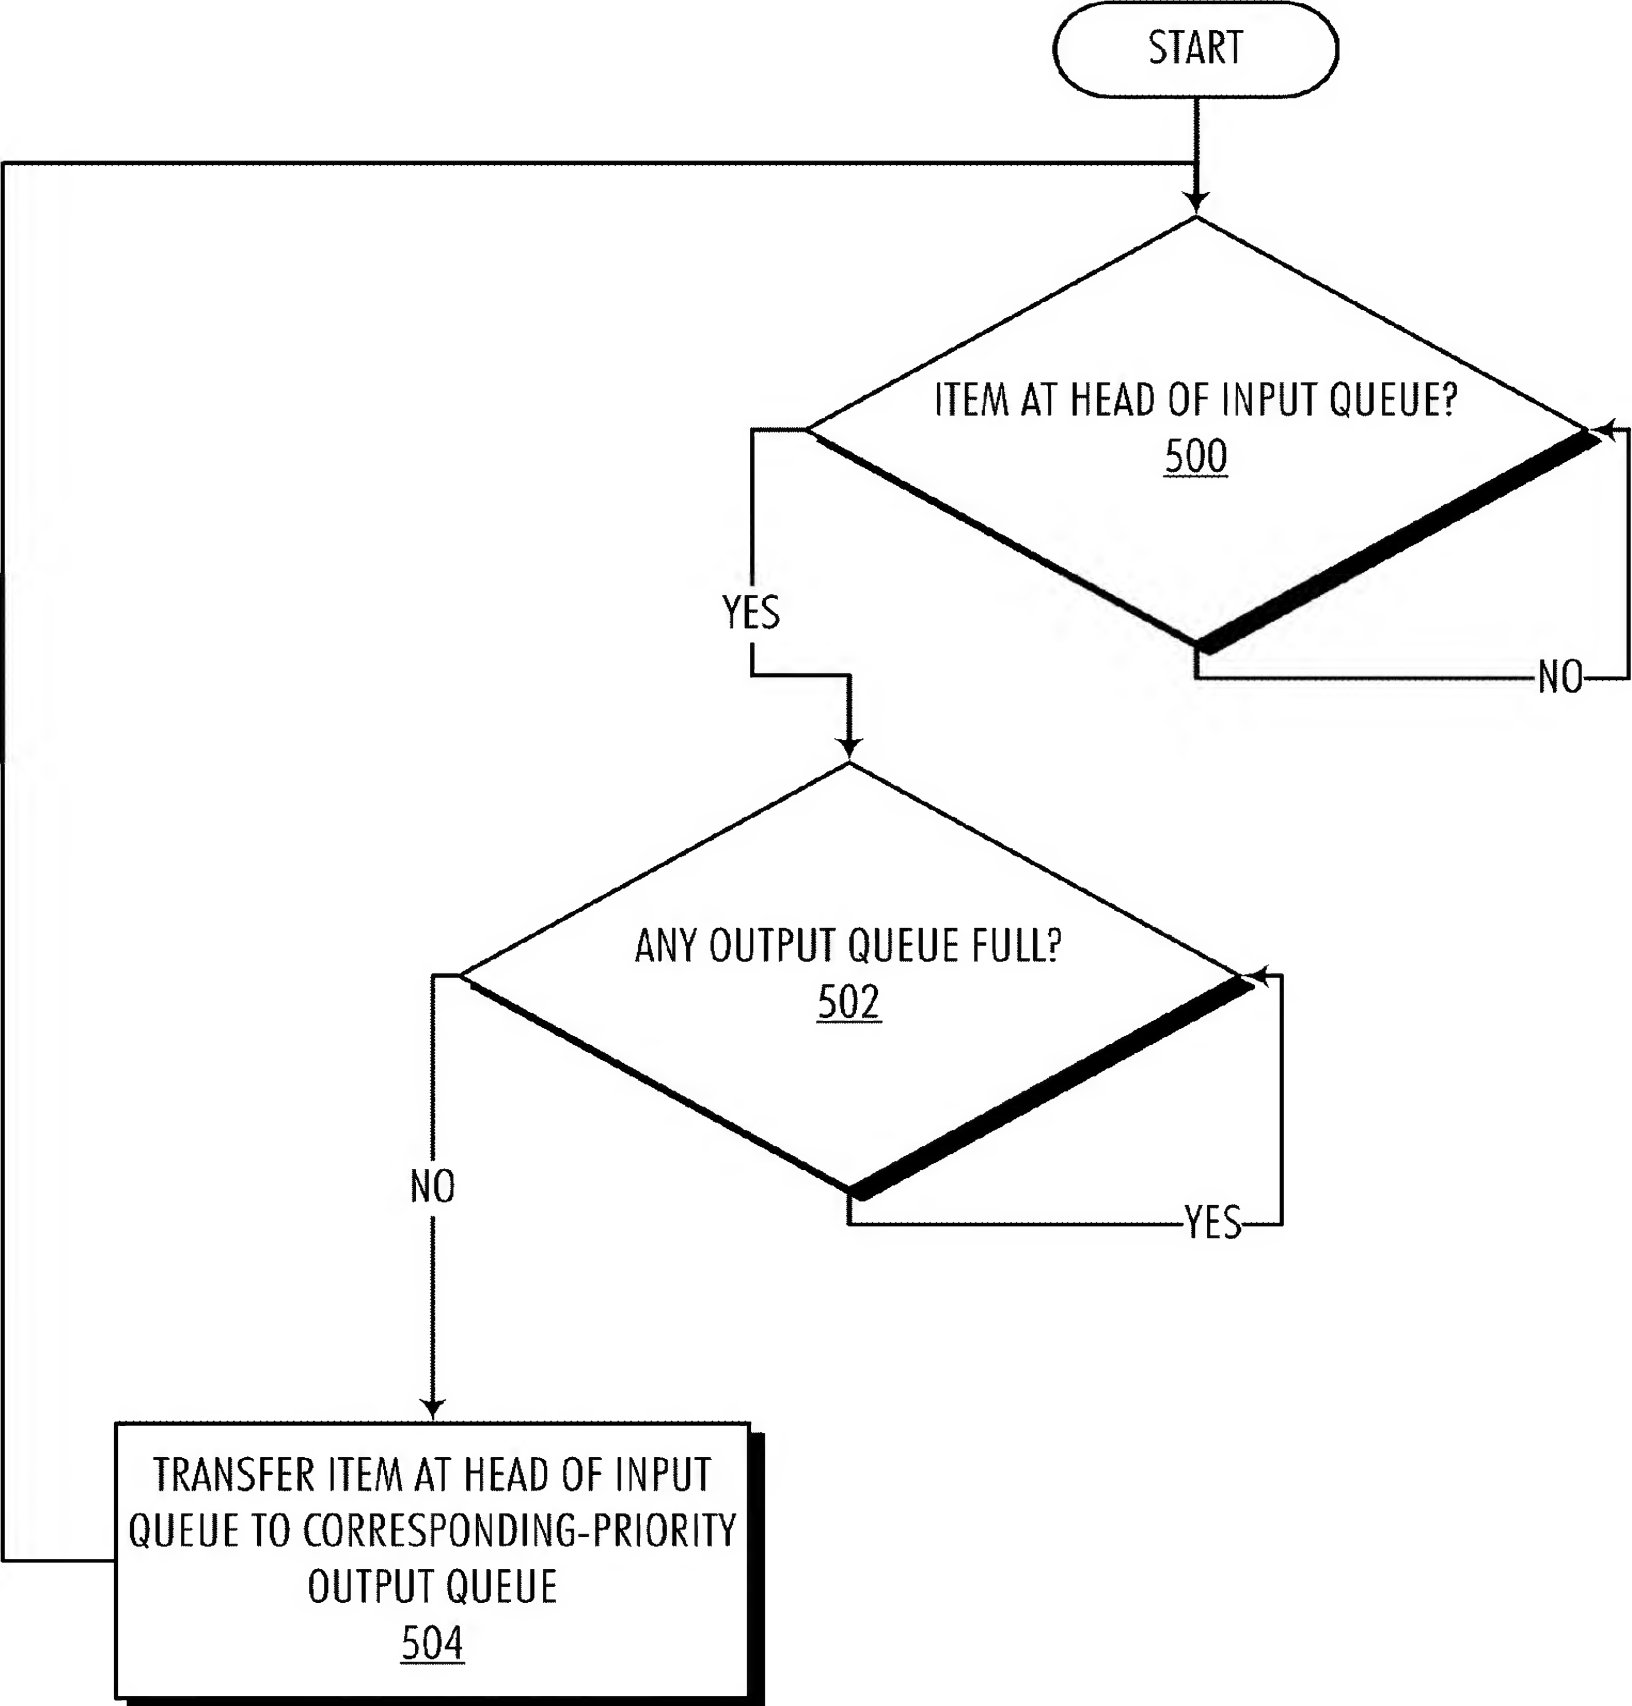 START
ITEM AT HEAD OF INPUT QUEUE?
500
YES
NO
ANY OUTPUT QUEUE FULL?
502
NO
YES
TRANSFER ITEM AT HEAD OF INPUT
QUEUE TO CORRESPONDING-PRIORITY
OUTPUT QUEUE
504